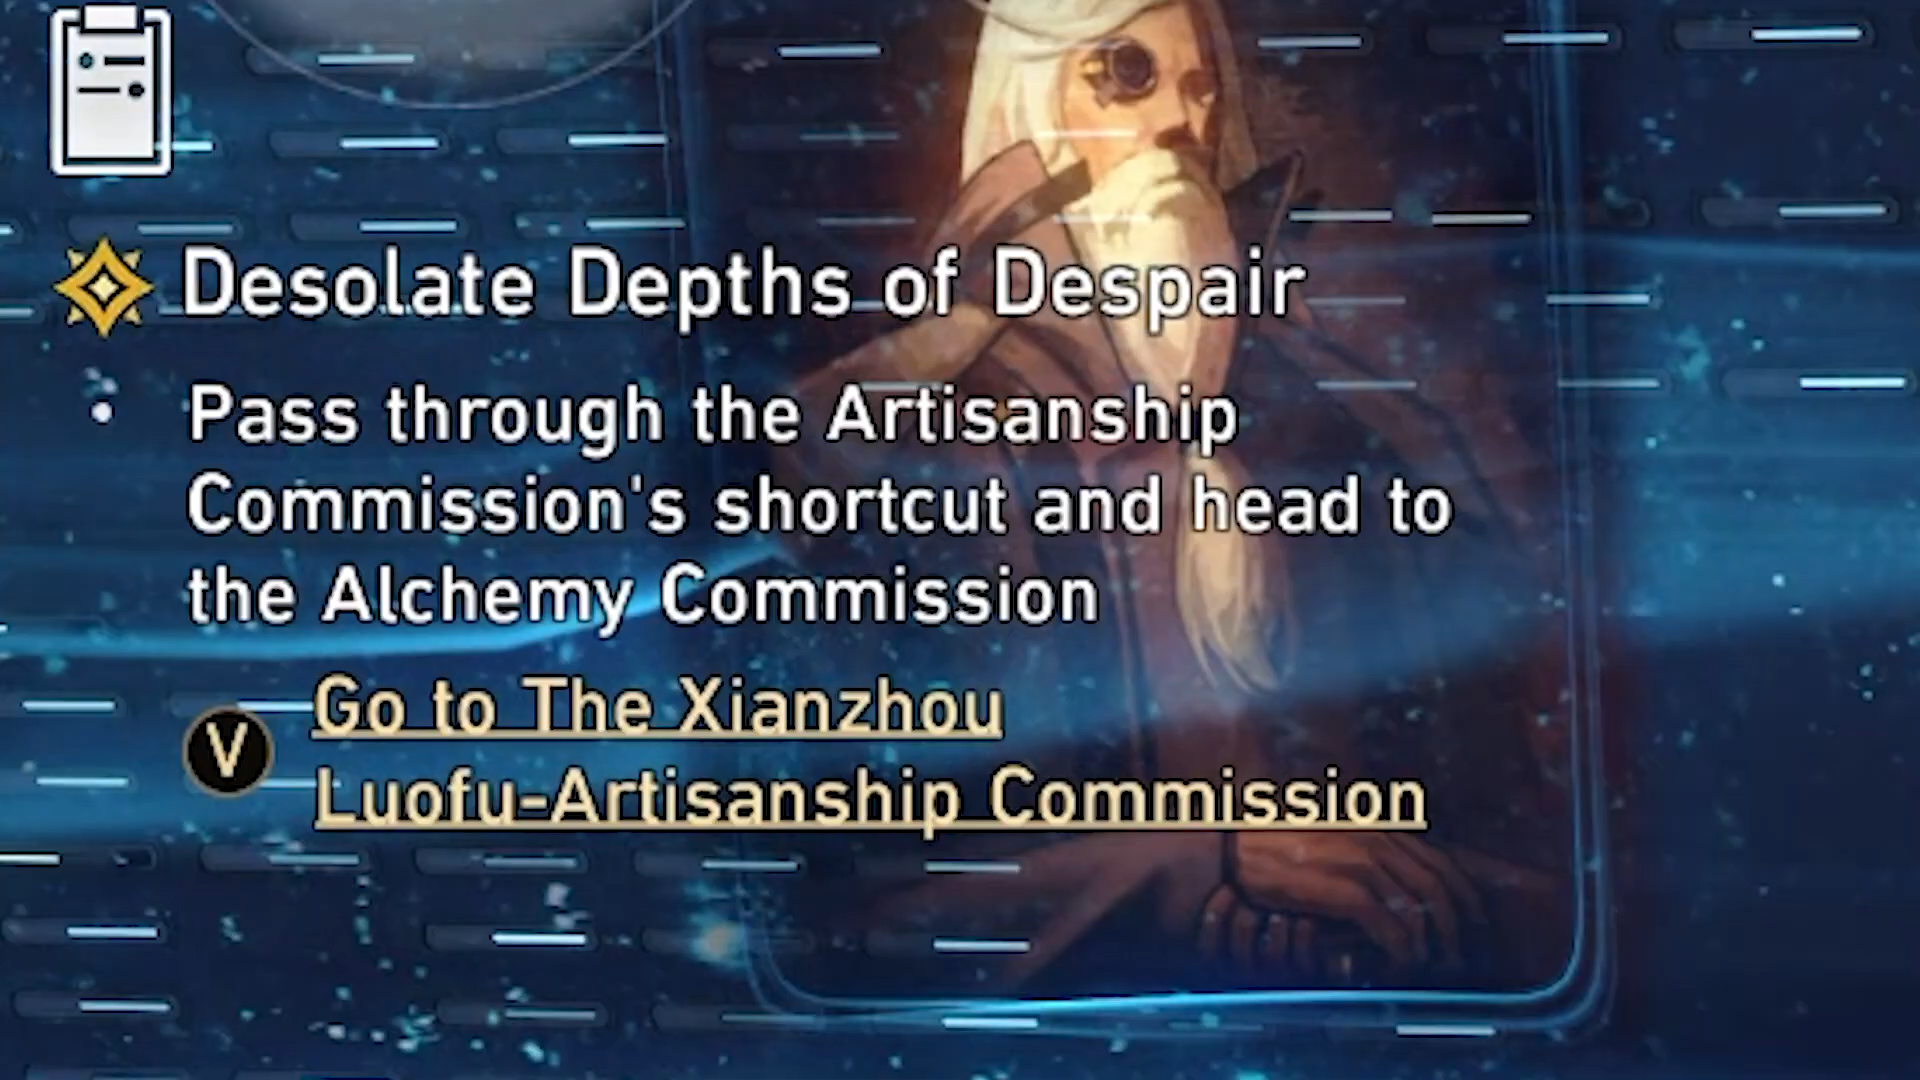 Desolate Depths of Despair
Pass through the Artisanship
Commission's shortcut and head to
the Alchemy Commission
Go to The Xianzhou
V
Luofu-Artisanship Commission